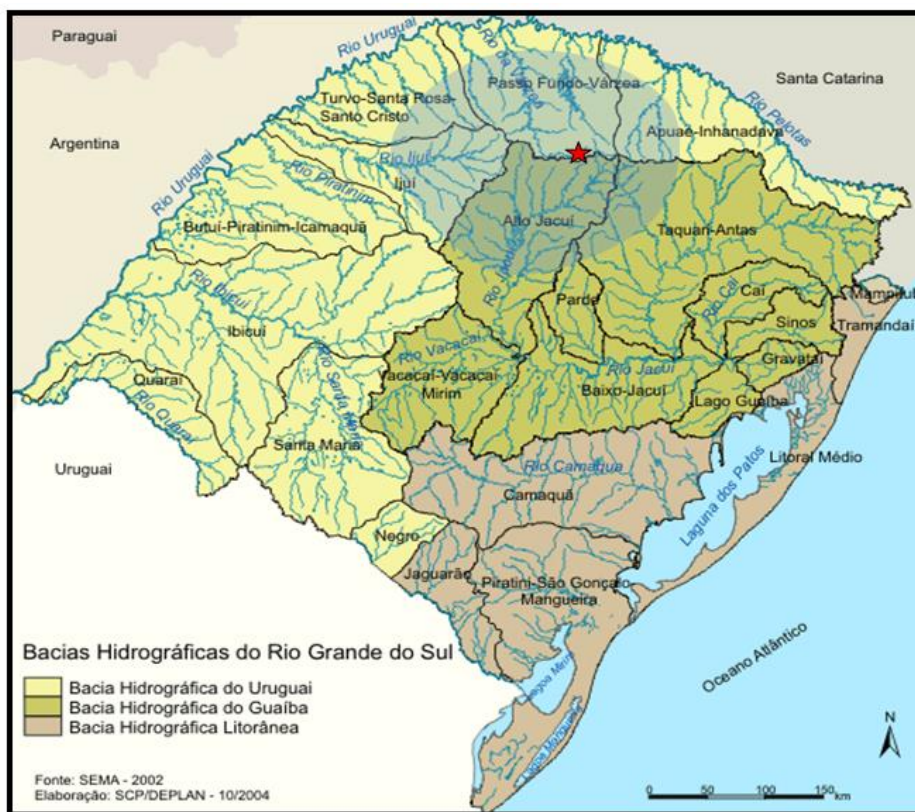 Paraguai
Rio Uruguai
Rio da Várzea
Passo Fundo-Várzea
Santa Catarina
Turvo-Santa Rosa-
Santo Cristo
Rio Pelotas
Apuaê-Inhandava
Argentina
Rio Ijuí
Ijuí
Rio Piratinim
Rio Uruguai
Butuí-Piratinim-Icamaquã
Alto Jacuí
Taquari-Antas
Rio Ibicuí
Ibicuí
Pardo
Rio Caí
Caí
Mampituba
Tramandaí
Sinos
Rio Vacacaí
Gravataí
Quaraí
Rio Santa Maria
Vacacaí-Vacacaí
Mirim
Rio Jacuí
Baixo-Jacuí
Lago Guaíba
Rio Quaraí
Santa Maria
Uruguai
Litoral Médio
Rio Camaquã
Camaquã
Laguna dos Patos
Negro
Jaguarão
Piratini-São Gonçalo-
Mangueira
Bacias Hidrográficas do Rio Grande do Sul
Oceano Atlântico
Lagoa Mirim
Bacia Hidrográfica do Uruguai
Bacia Hidrográfica do Guaíba
Bacia Hidrográfica Litorânea
Lagoa Mangueira
N
Fonte: SEMA - 2002
Elaboração: SCP/DEPLAN - 10/2004
0 50 100 150 km